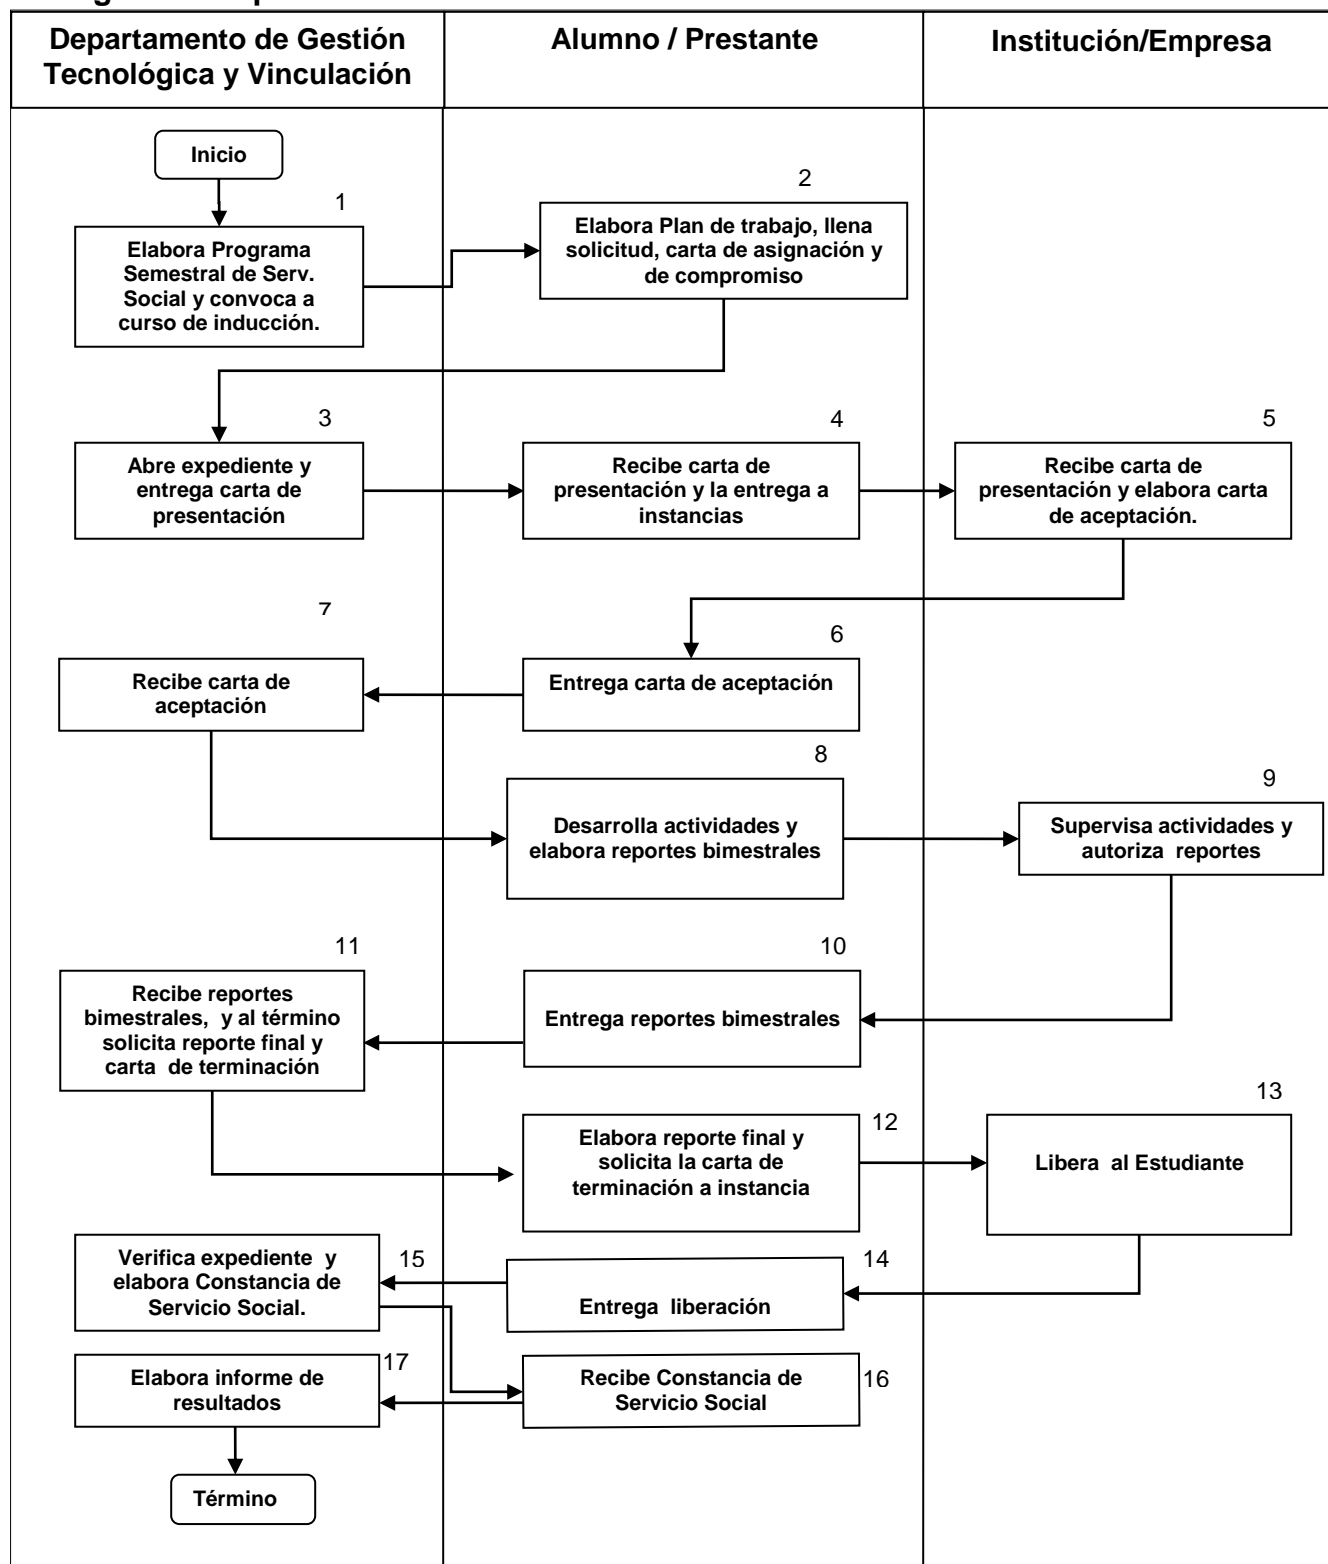 Departamento de Gestión
Tecnológica y Vinculación
Alumno / Prestante
Institución/Empresa
Inicio
1
Elabora Programa
Semestral de Serv.
Social y convoca a
curso de inducción.
2
Elabora Plan de trabajo, llena
solicitud, carta de asignación y
de compromiso
3
Abre expediente y
entrega carta de
presentación
4
Recibe carta de
presentación y la entrega a
instancias
5
Recibe carta de
presentación y elabora carta
de aceptación.
6
Entrega carta de aceptación
7
Recibe carta de
aceptación
8
Desarrolla actividades y
elabora reportes bimestrales
9
Supervisa actividades y
autoriza reportes
10
Entrega reportes bimestrales
11
Recibe reportes
bimestrales, y al término
solicita reporte final y
carta de terminación
12
Elabora reporte final y
solicita la carta de
terminación a instancia
13
Libera al Estudiante
14
Entrega liberación
15
Verifica expediente y
elabora Constancia de
Servicio Social.
16
Recibe Constancia de
Servicio Social
17
Elabora informe de
resultados
Término